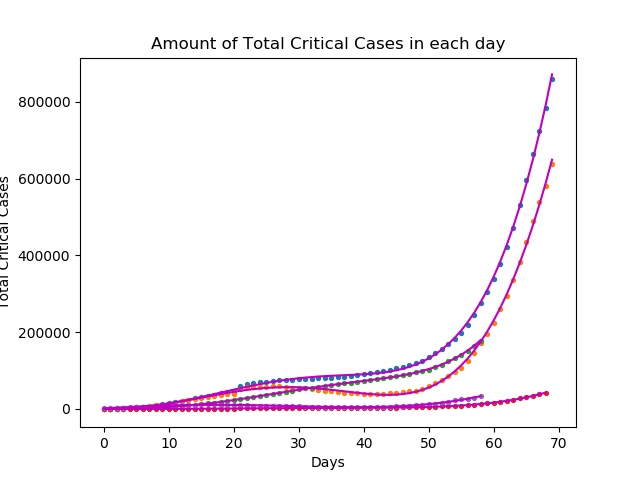 Amount of Total Critical Cases in each day
800000
600000
400000
200000
0
Total Critical Cases
0 10 20 30 40 50 60 70
Days